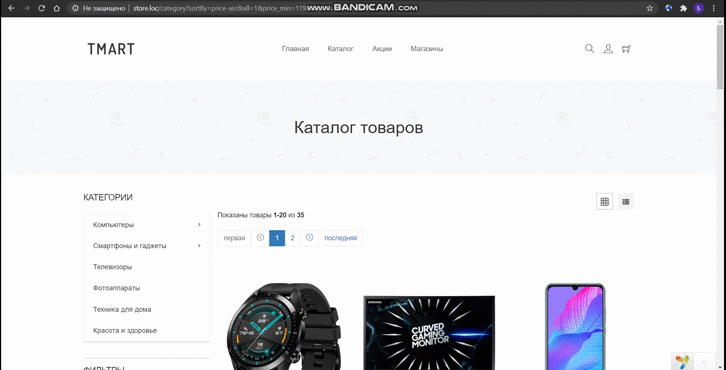 Не защищено | store.loc/category?sortBy=price-asc&all=1&price_min=119
WWW.BANDICAM.COM
Б
TMART
Главная Каталог Акции Магазины
Каталог товаров
КАТЕГОРИИ
Показаны товары 1-20 из 35
Компьютеры
первая 1 2 последняя
Смартфоны и гаджеты
Телевизоры
Фотоаппараты
Техника для дома
Красота и здоровье
SAMSUNG
CURVED
GAMING
MONITOR
ФИЛЬТРЫ